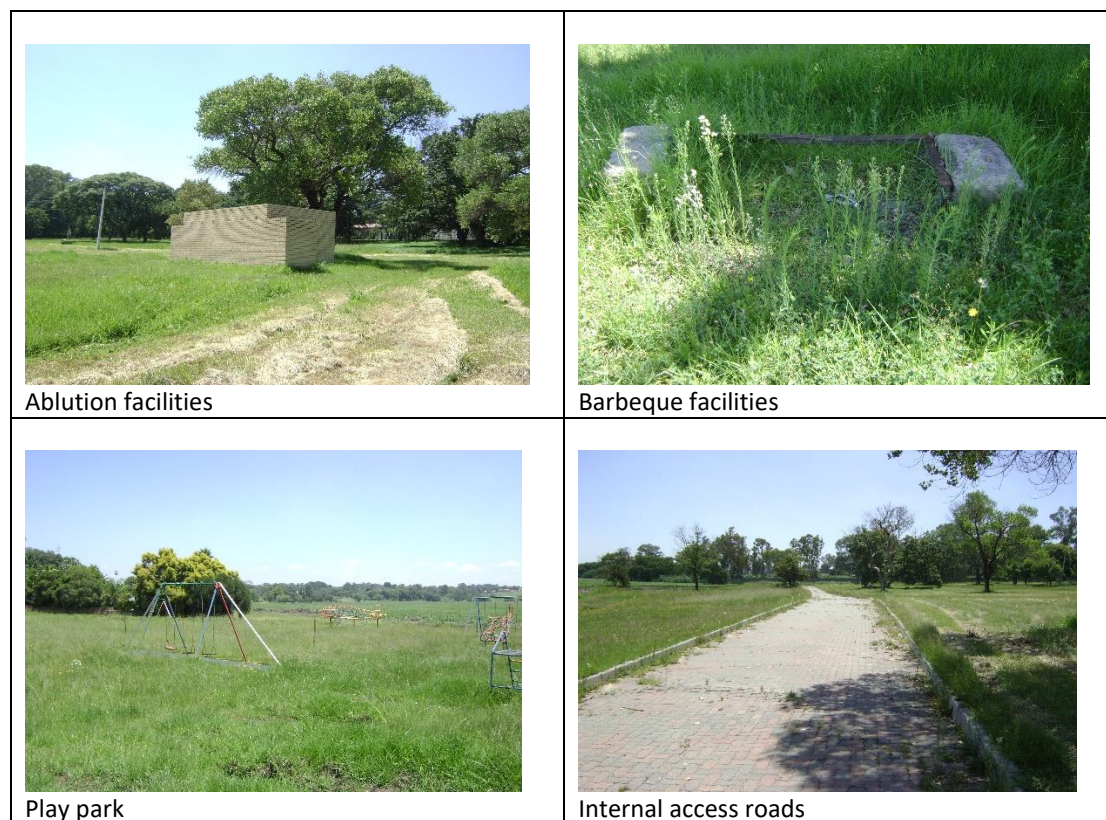 Ablution facilities
Barbeque facilities
Play park
Internal access roads